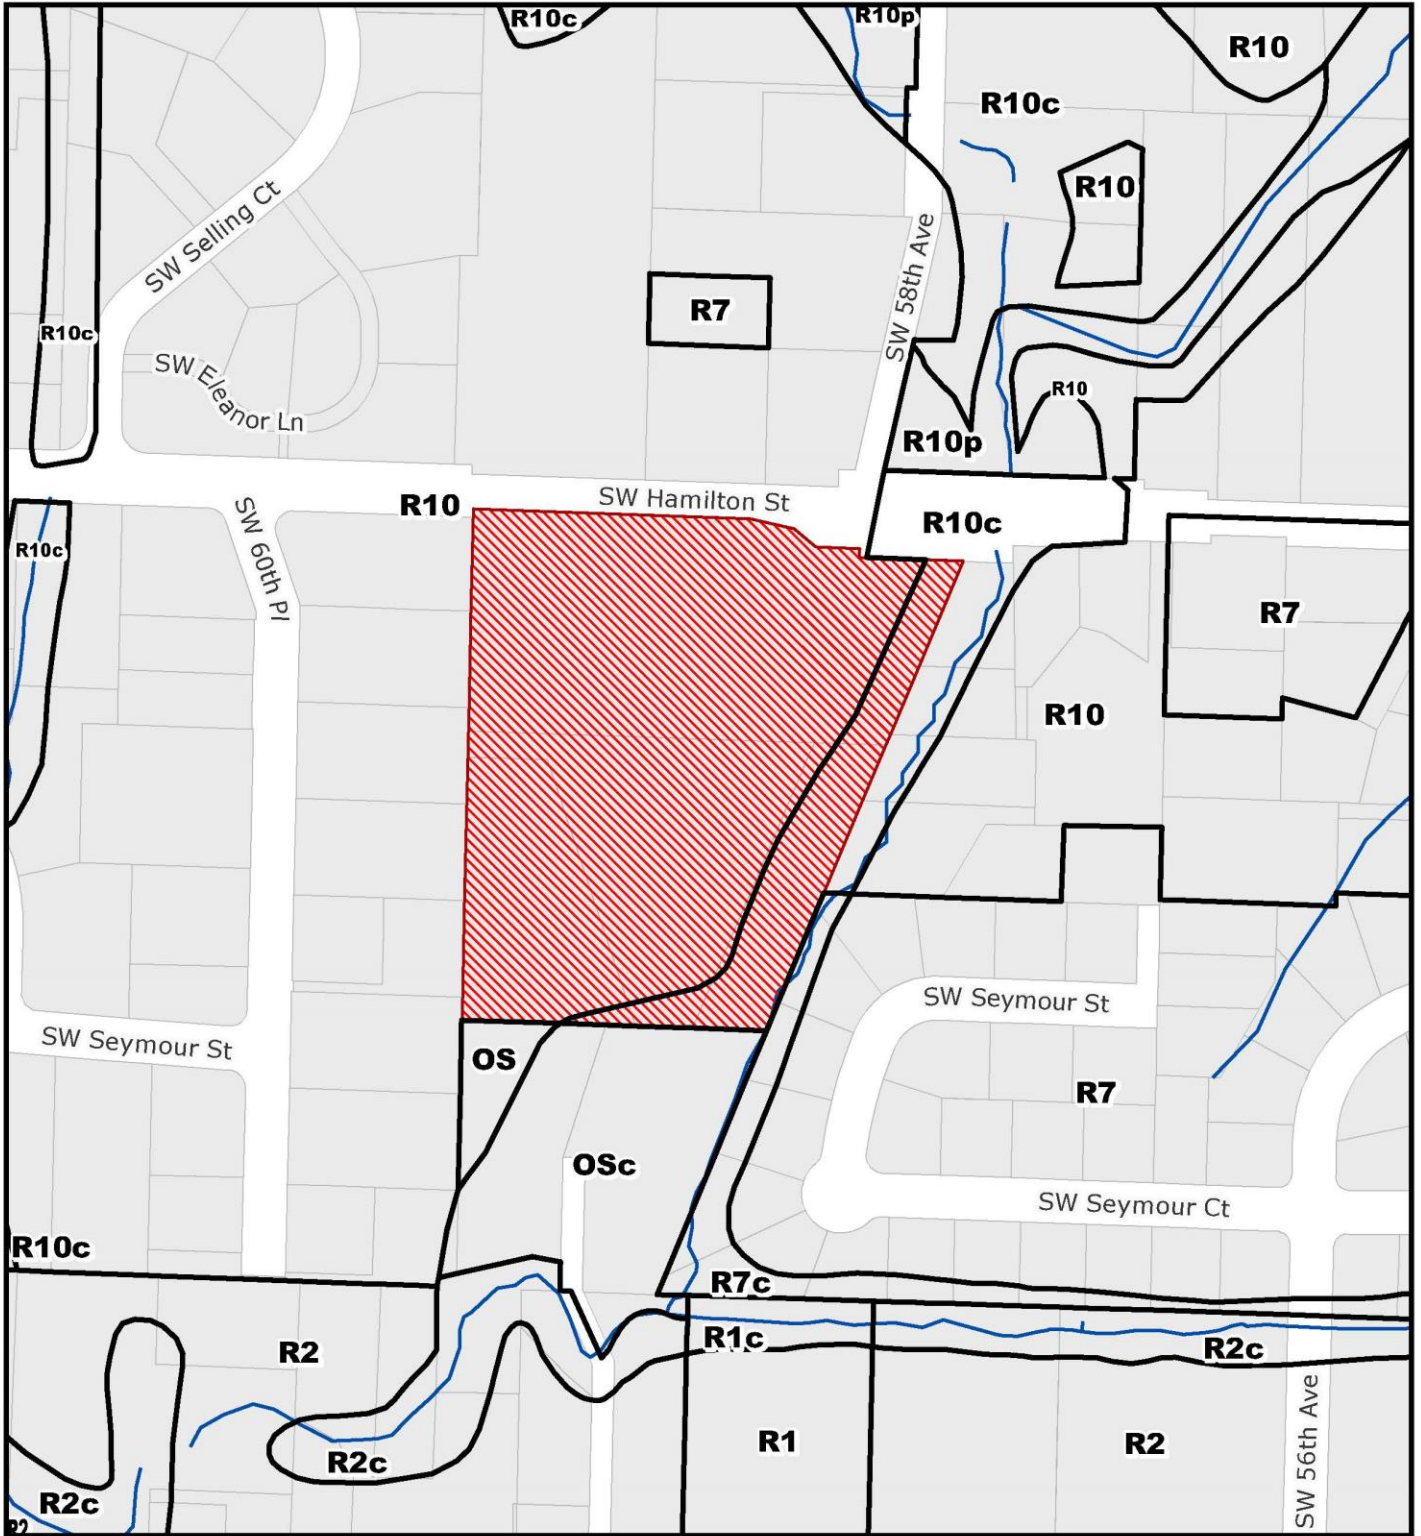 R10c
R10p
R10
R10c
R10
SW Selling Ct
SW 58th Ave
R7
R10c
SW Eleanor Ln
R10
R10p
R10
SW Hamilton St
R10c
R10c
SW 60th Pl
R7
R10
SW Seymour St
SW Seymour St
OS
R7
OSc
SW Seymour Ct
R10c
R7c
R1c
R2c
R2
R1
R2
R2c
SW 56th Ave
R2c
R2